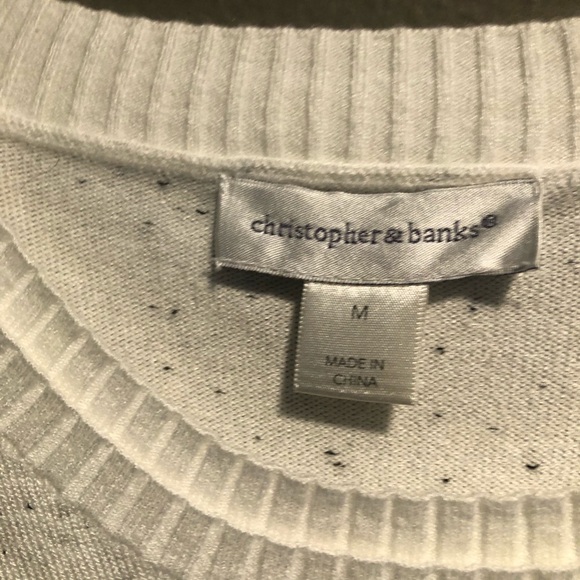 christopher & banks®
M
MADE IN
CHINA